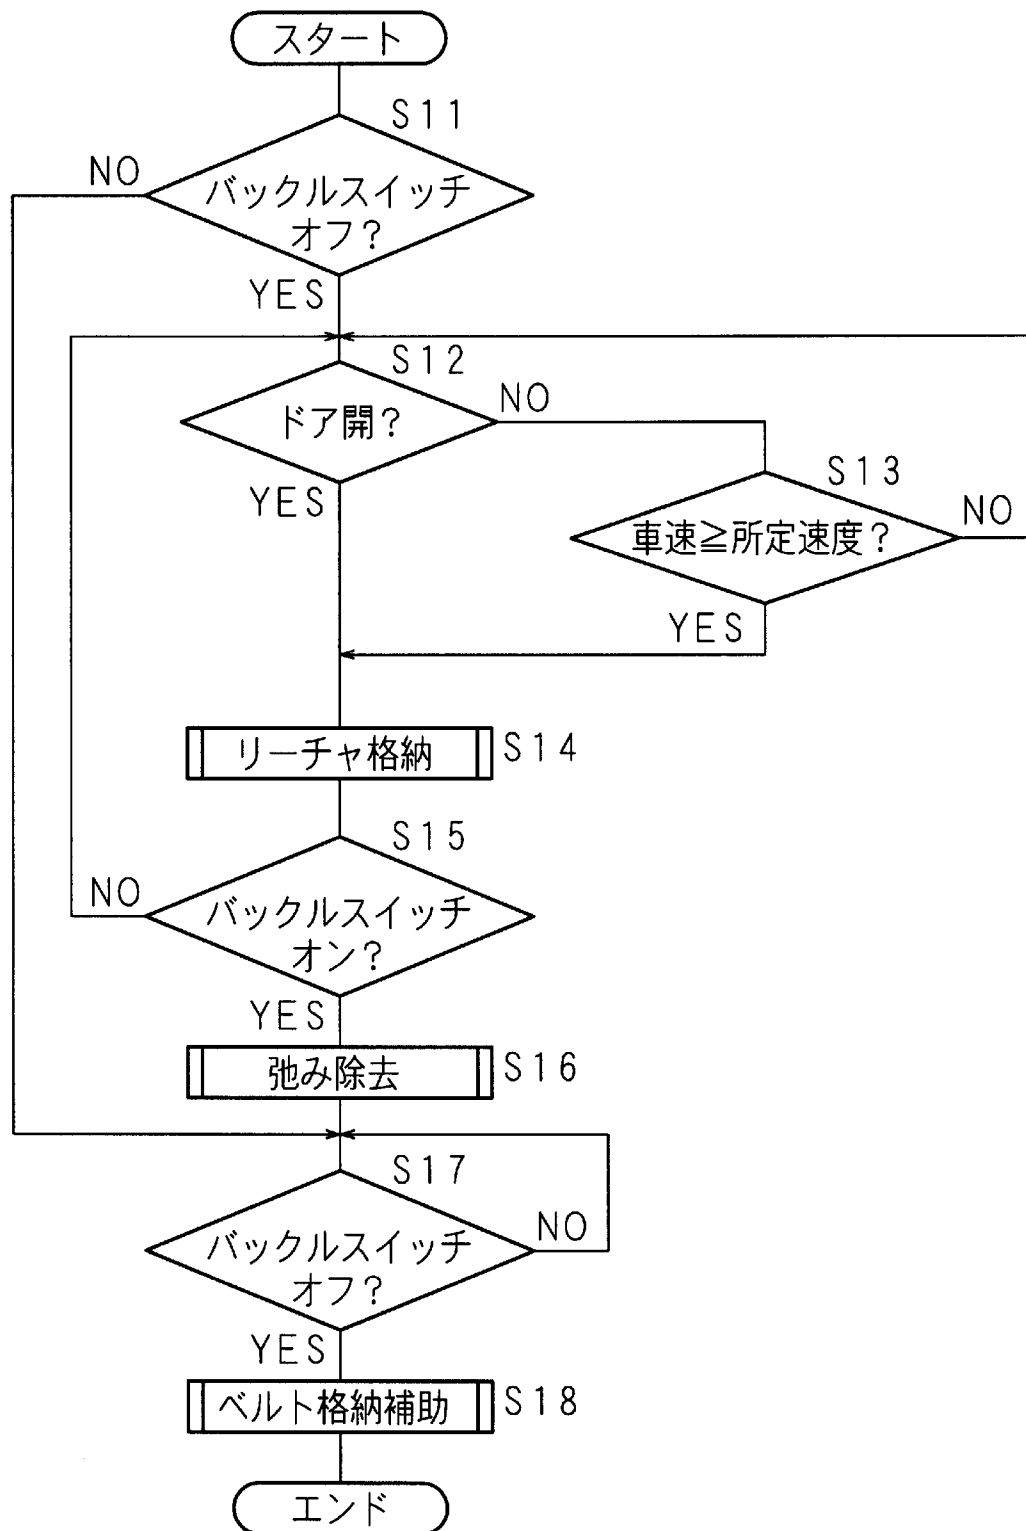 スタート
S11
NO
バックルスイッチ
オフ?
YES
S12
NO
ドア開?
YES
S13
NO
車速≧所定速度?
YES
リーチャ格納
S14
S15
NO
バックルスイッチ
オン?
YES
弛み除去
S16
S17
NO
バックルスイッチ
オフ?
YES
ベルト格納補助
S18
エンド